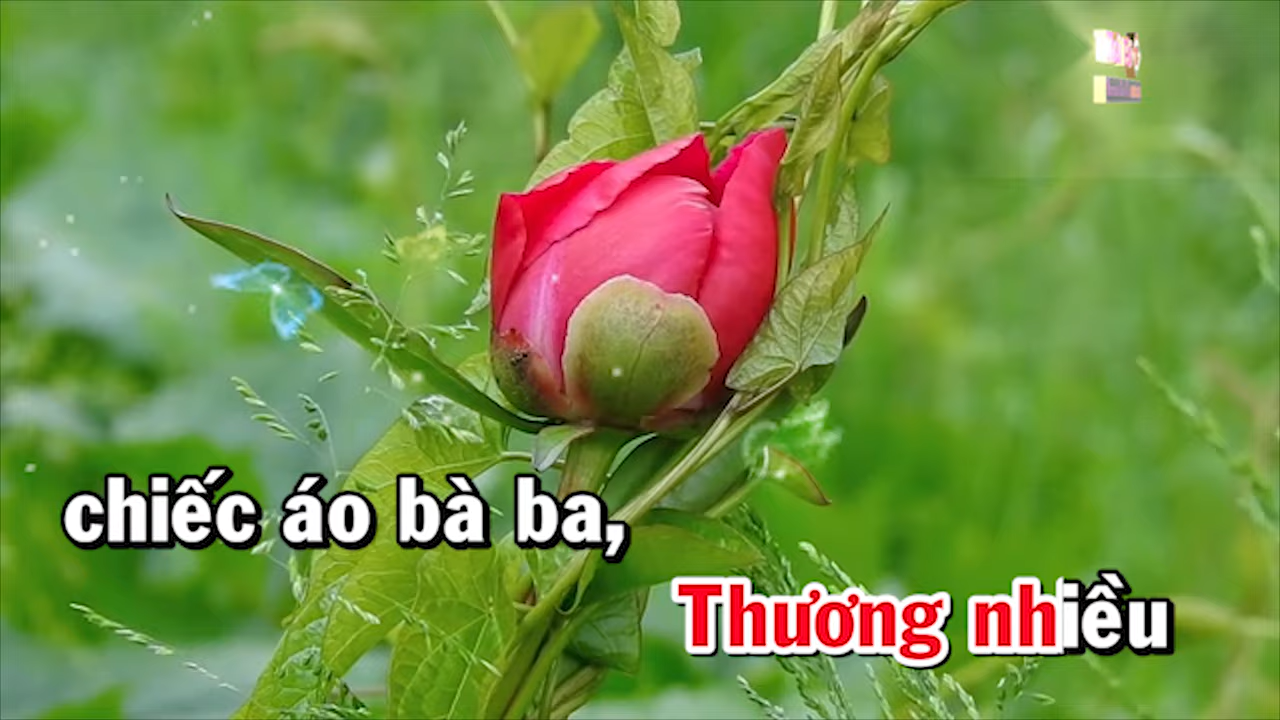 chiếc áo bà ba,
Thương nhiều